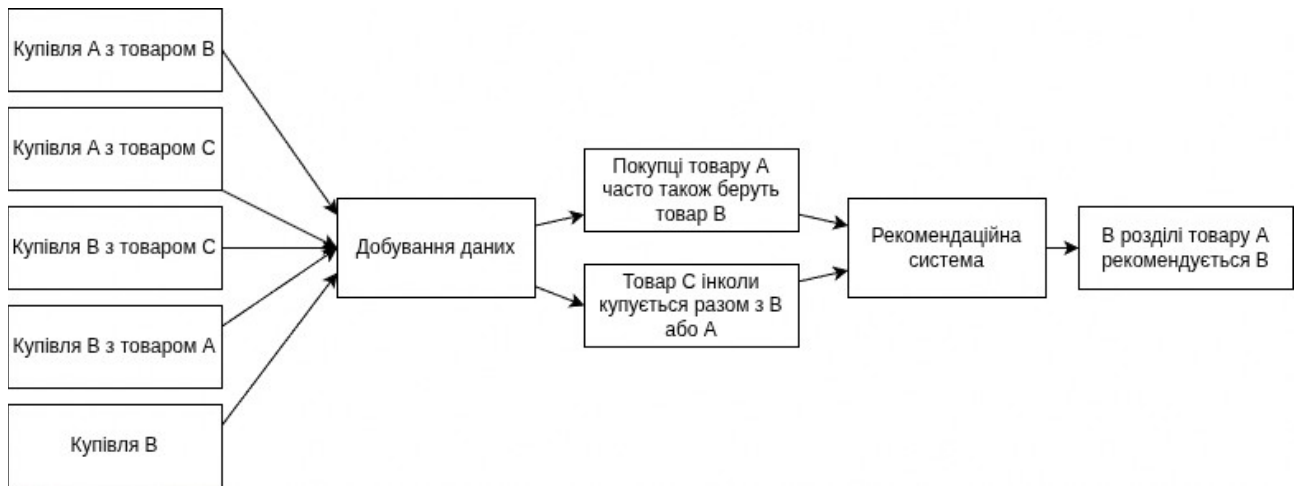 Купівля А з товаром В
Купівля А з товаром С
Купівля В з товаром С
Купівля В з товаром А
Купівля В
Добування даних
Покупці товару А
часто також беруть
товар В
Товар С інколи
купується разом з В
або А
Рекомендаційна
система
В розділі товару А
рекомендується В